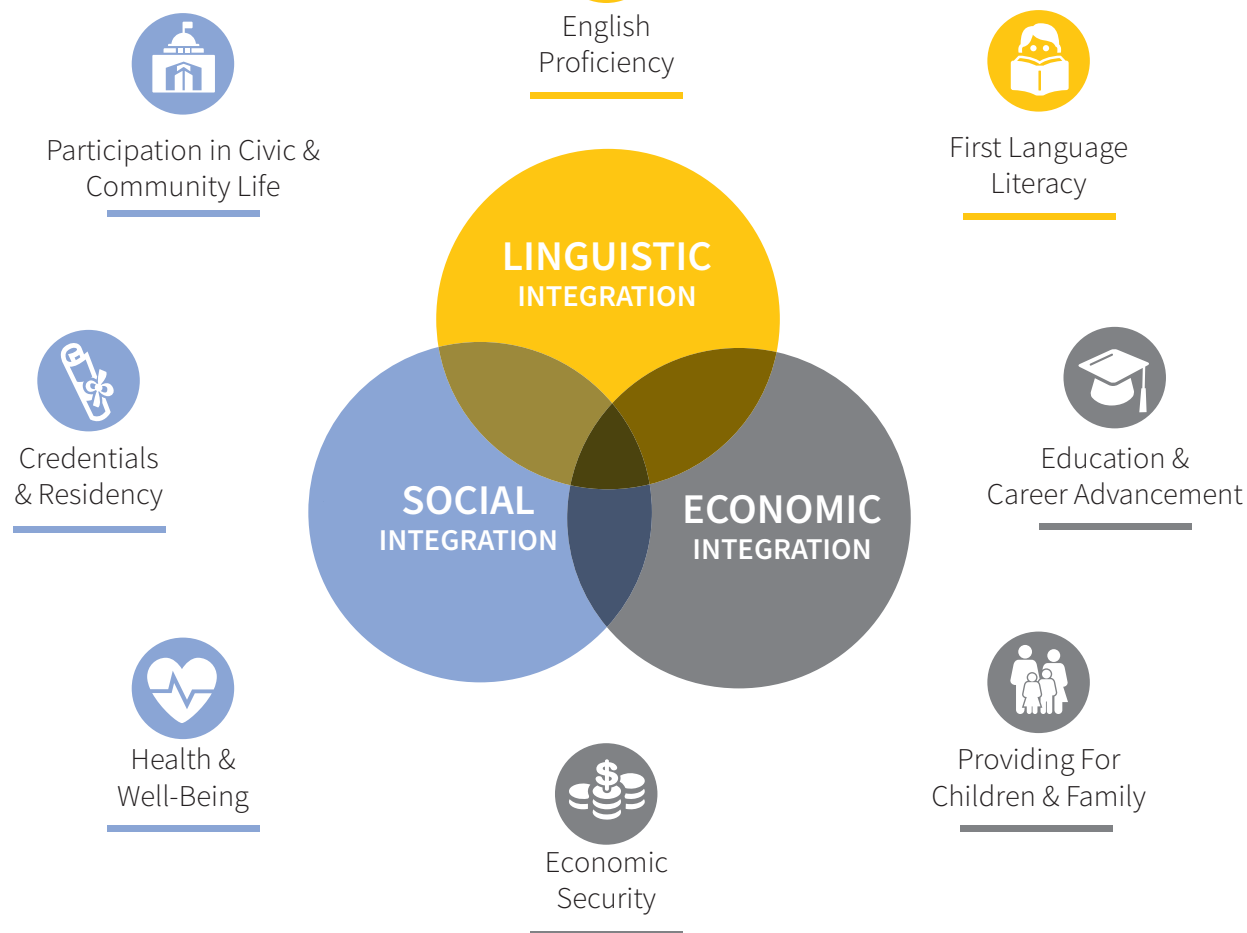 English
Proficiency
Participation in Civic &
Community Life
First Language
Literacy
LINGUISTIC
INTEGRATION
Credentials
& Residency
Education &
Career Advancement
SOCIAL
INTEGRATION
ECONOMIC
INTEGRATION
Health &
Well-Being
Providing For
Children & Family
$
Economic
Security